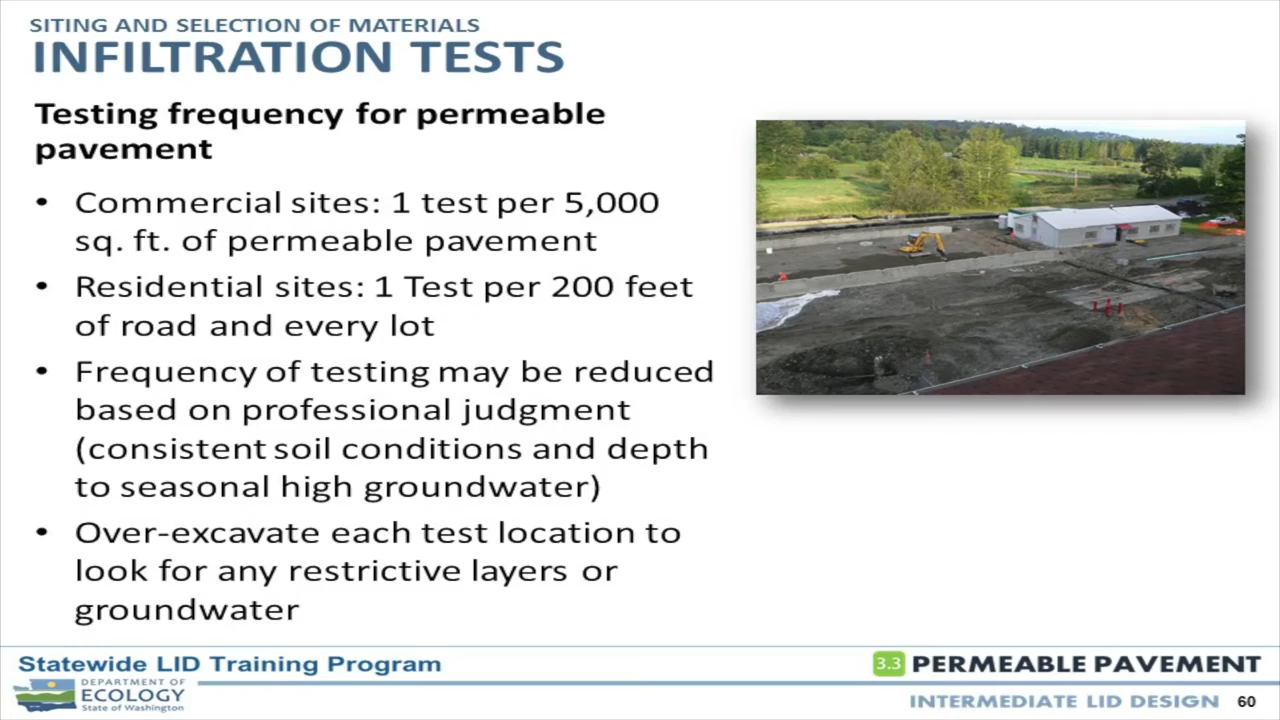 SITING AND SELECTION OF MATERIALS
INFILTRATION TESTS
Testing frequency for permeable
pavement
• Commercial sites: 1 test per 5,000
sq. ft. of permeable pavement
• Residential sites: 1 Test per 200 feet
of road and every lot
• Frequency of testing may be reduced
based on professional judgment
(consistent soil conditions and depth
to seasonal high groundwater)
• Over-excavate each test location to
look for any restrictive layers or
groundwater
Statewide LID Training Program
3.3 PERMEABLE PAVEMENT
DEPARTMENT OF
ECOLOGY
State of Washington
INTERMEDIATE LID DESIGN 60